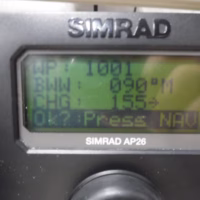 SIMRAD
WP: 1001
BWW: 090°M
CHG: 155→
Ok? Press NAV
SIMRAD AP26